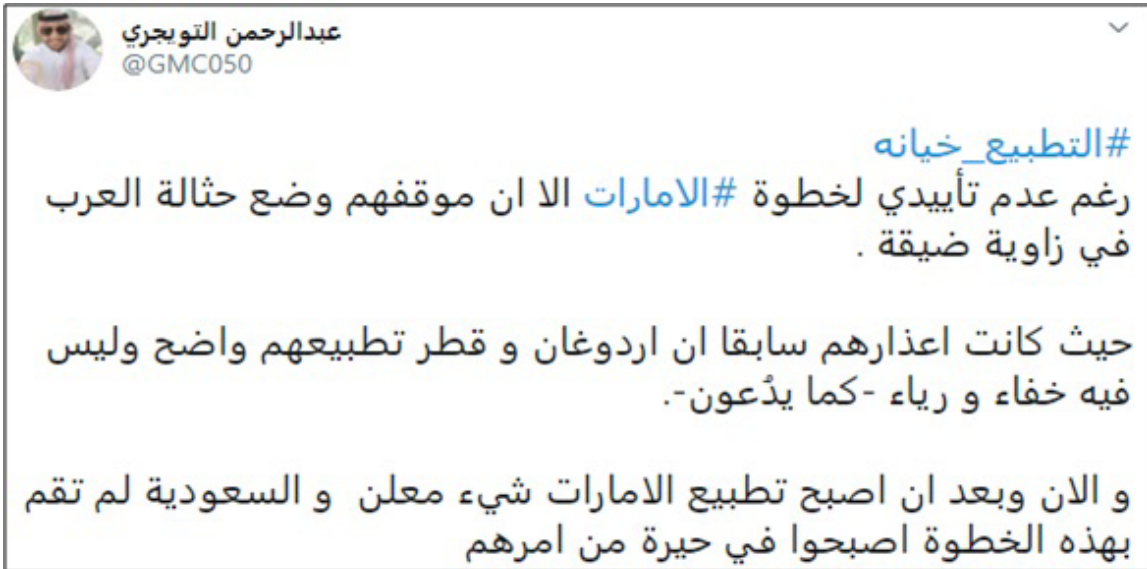 عبدالرحمن التويجري
@GMC050
#التطبيع_خيانه
رغم عدم تأييدي لخطوة #الامارات الا ان موقفهم وضع حثالة العرب
في زاوية ضيقة .
حيث كانت اعذارهم سابقا ان اردوغان و قطر تطبيعهم واضح وليس
فيه خفاء و رياء -كما يدُعون-.
و الان وبعد ان اصبح تطبيع الامارات شيء معلن و السعودية لم تقم
بهذه الخطوة اصبحوا في حيرة من امرهم